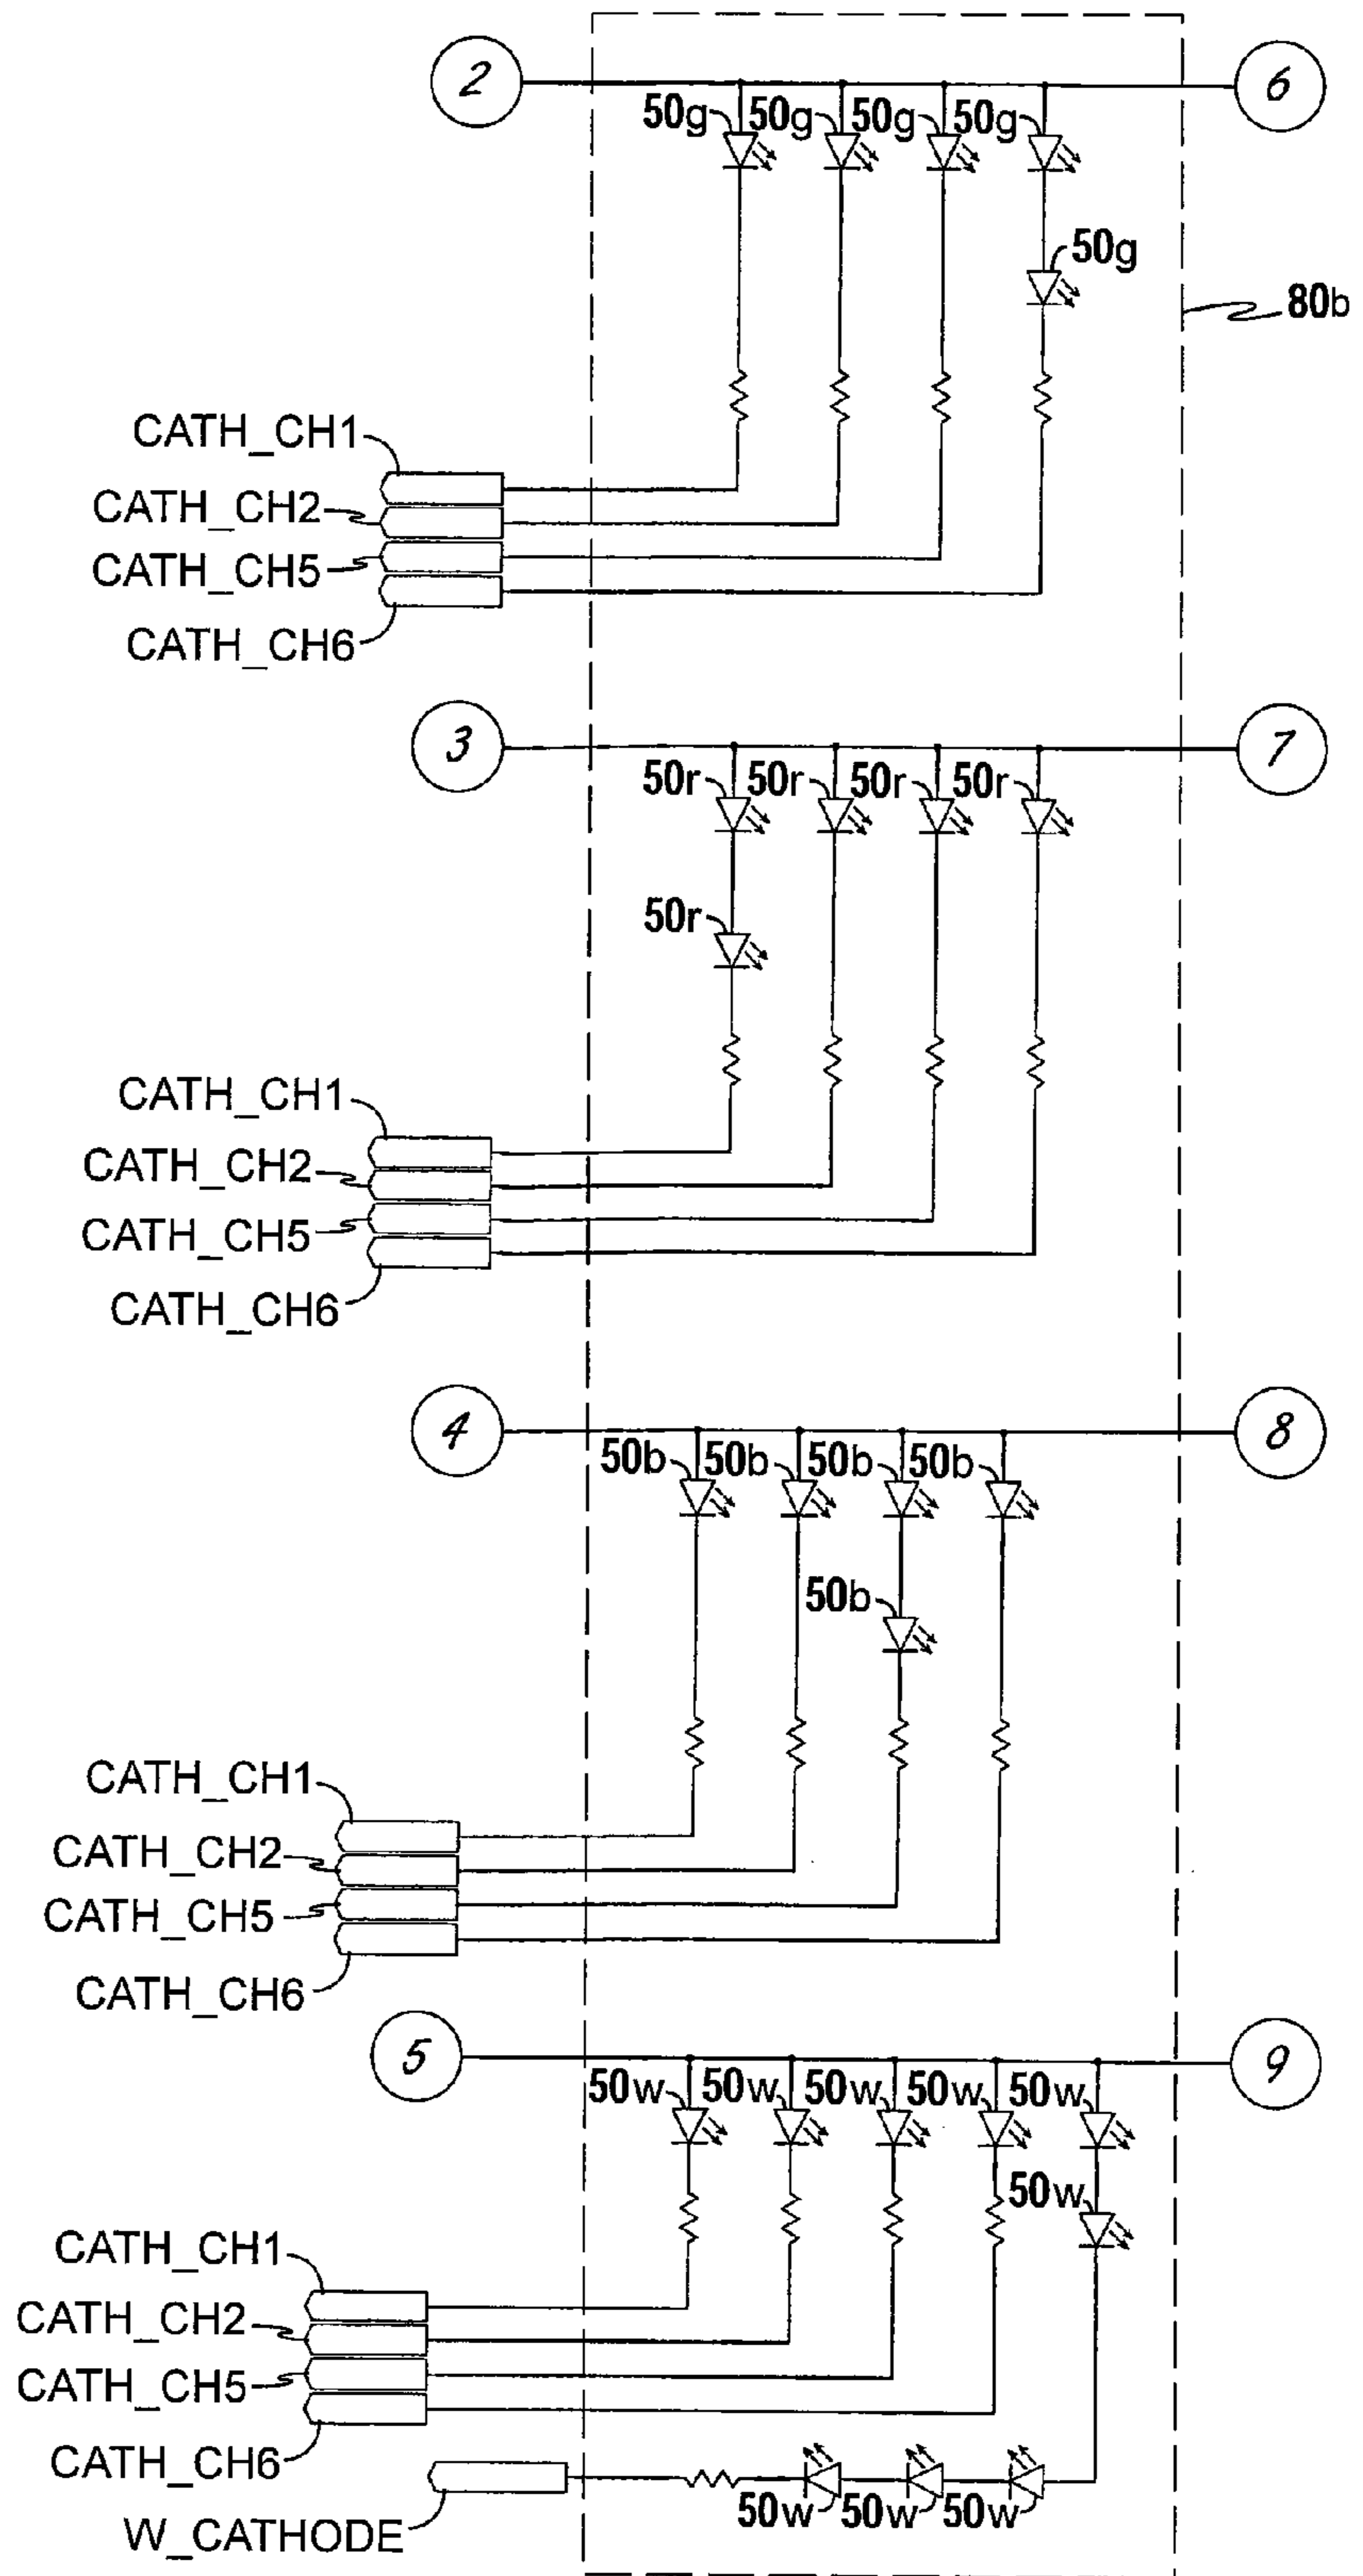 2
6
50g 50g 50g 50g
50g
80b
CATH_CH1
CATH_CH2
CATH_CH5
CATH_CH6
3
7
50r 50r 50r 50r
50r
CATH_CH1
CATH_CH2
CATH_CH5
CATH_CH6
4
8
50b 50b 50b 50b
50b
CATH_CH1
CATH_CH2
CATH_CH5
CATH_CH6
5
9
50w 50w 50w 50w 50w
50w
CATH_CH1
CATH_CH2
CATH_CH5
CATH_CH6
50w 50w 50w
W_CATHODE